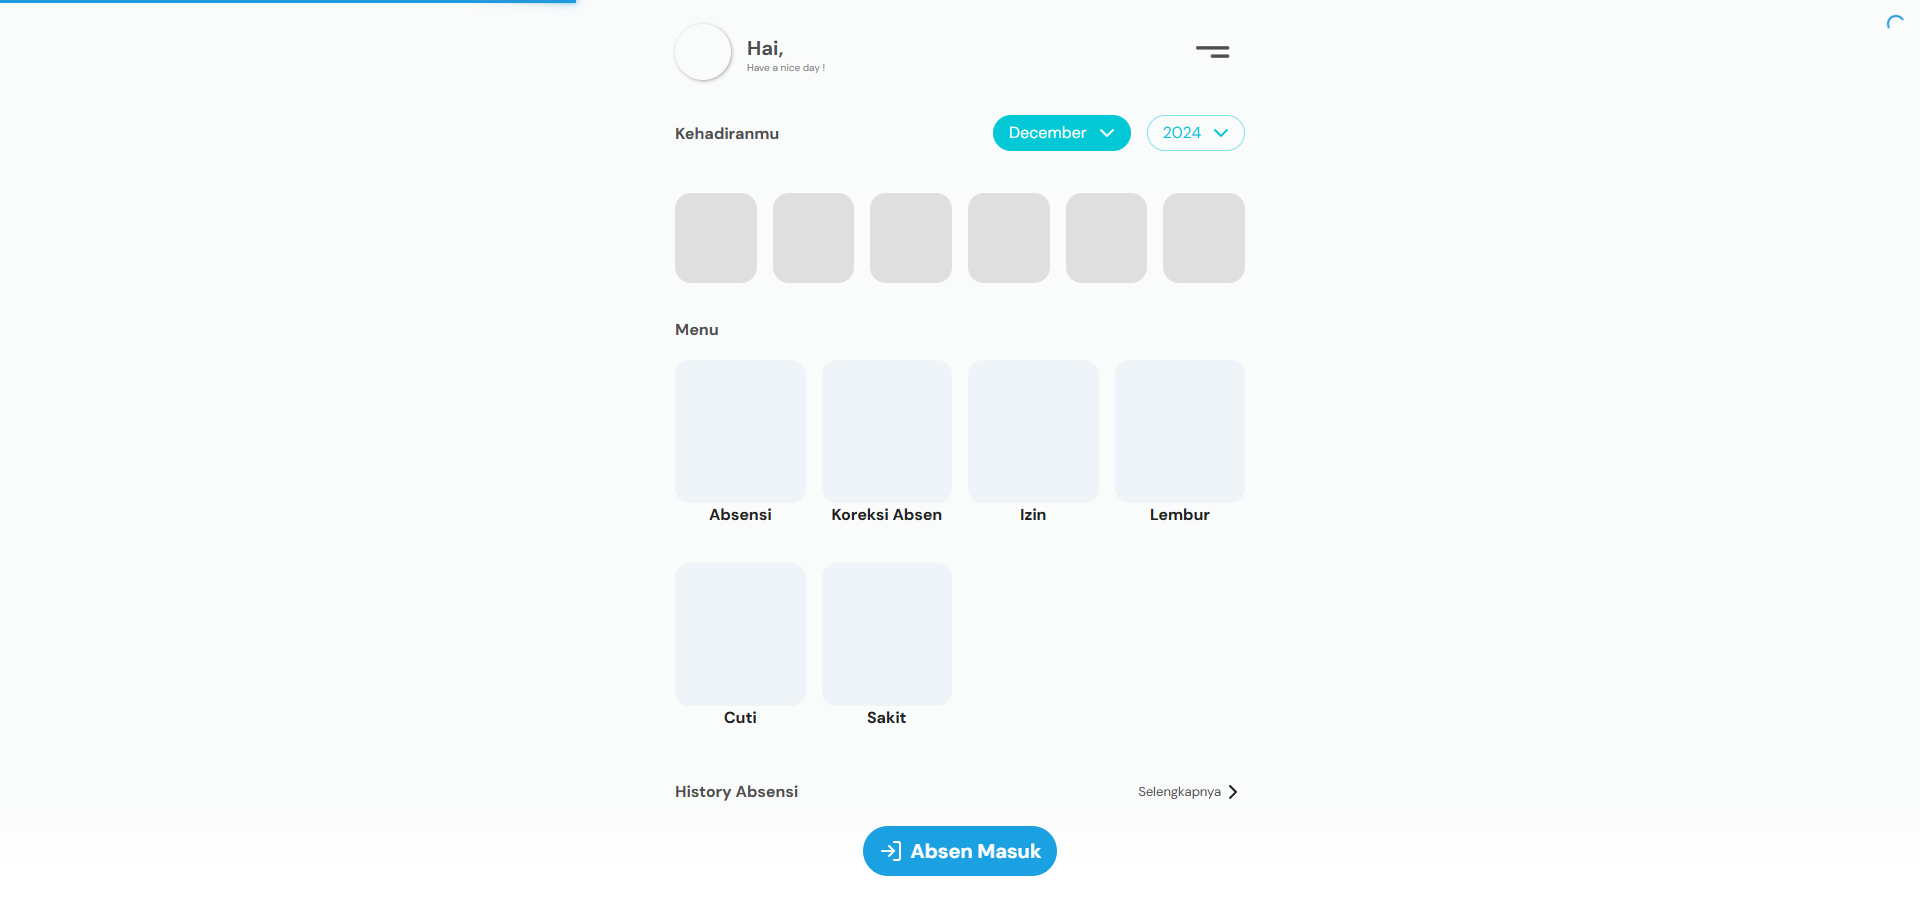 Hai,
Have a nice day !
Kehadiranmu
December
2024
Menu
Absensi
Koreksi Absen
Izin
Lembur
Cuti
Sakit
History Absensi
Selengkapnya
Absen Masuk